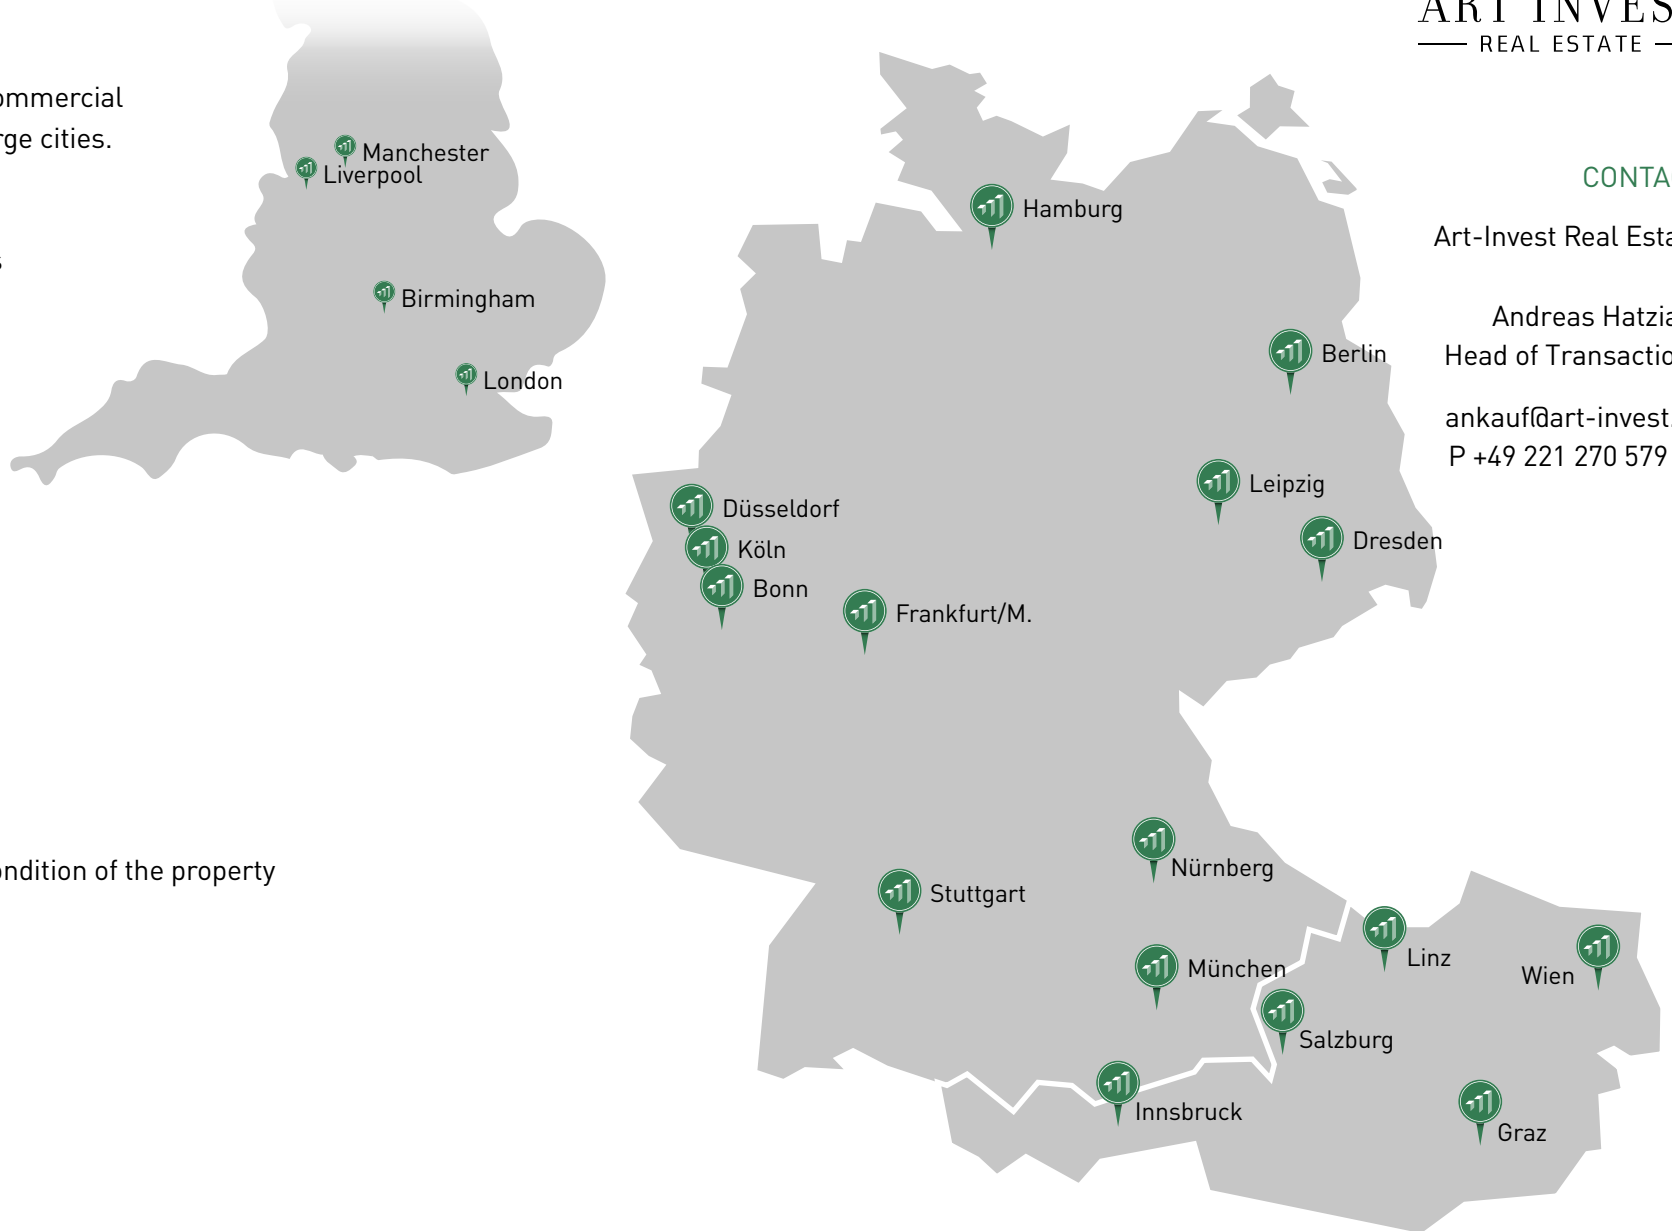 ART INVES
REAL ESTATE
ommercial
rge cities.
s
ondition of the property
Manchester
Liverpool
Birmingham
London
Hamburg
Berlin
Leipzig
Dresden
Düsseldorf
Köln
Bonn
Frankfurt/M.
Nürnberg
Stuttgart
München
Linz
Wien
Salzburg
Innsbruck
Graz
CONTA
Art-Invest Real Esta
Andreas Hatzia
Head of Transactio
ankauf@art-invest.
P +49 221 270 579